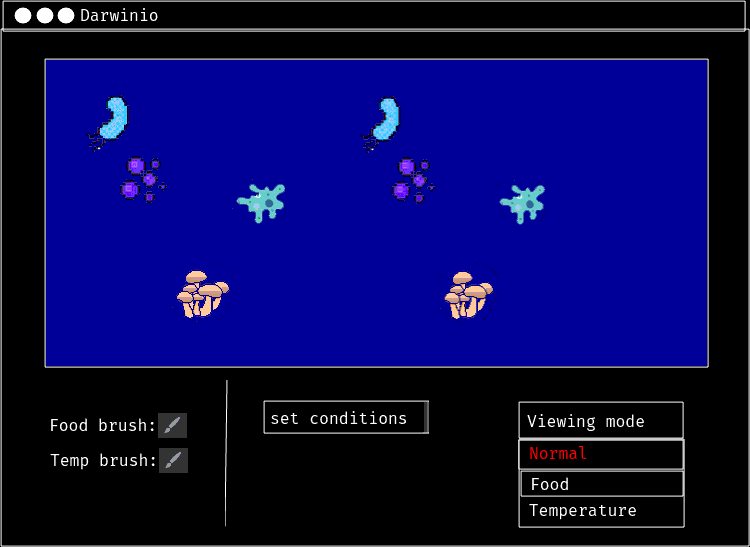 Darwinio
Food brush:
Temp brush:
set conditions
Viewing mode
Normal
Food
Temperature